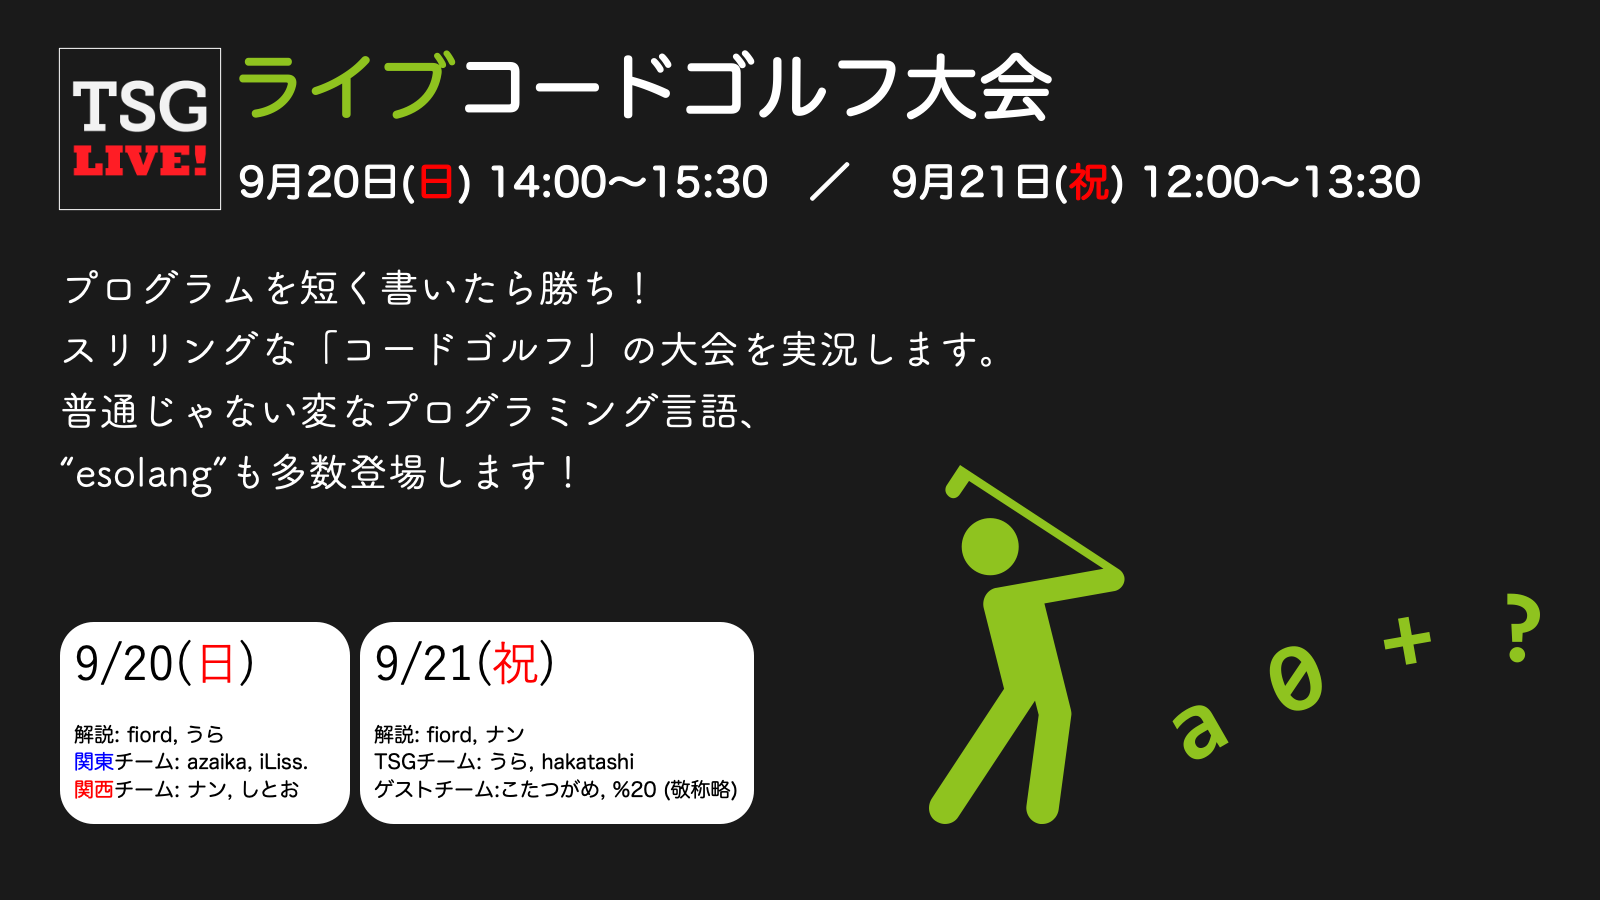 TSG
LIVE!
ライブコードゴルフ大会
9月20日(日) 14:00〜15:30 ／ 9月21日(祝) 12:00〜13:30
プログラムを短く書いたら勝ち！
スリリングな「コードゴルフ」の大会を実況します。
普通じゃない変なプログラミング言語、
“esolang”も多数登場します！
9/20(日)
解説: fiord, うら
関東チーム: azaika, iLiss.
関西チーム: ナン, しとお
9/21(祝)
解説: fiord, ナン
TSGチーム: うら, hakatashi
ゲストチーム:こたつがめ, %20 (敬称略)
a 0 + ?